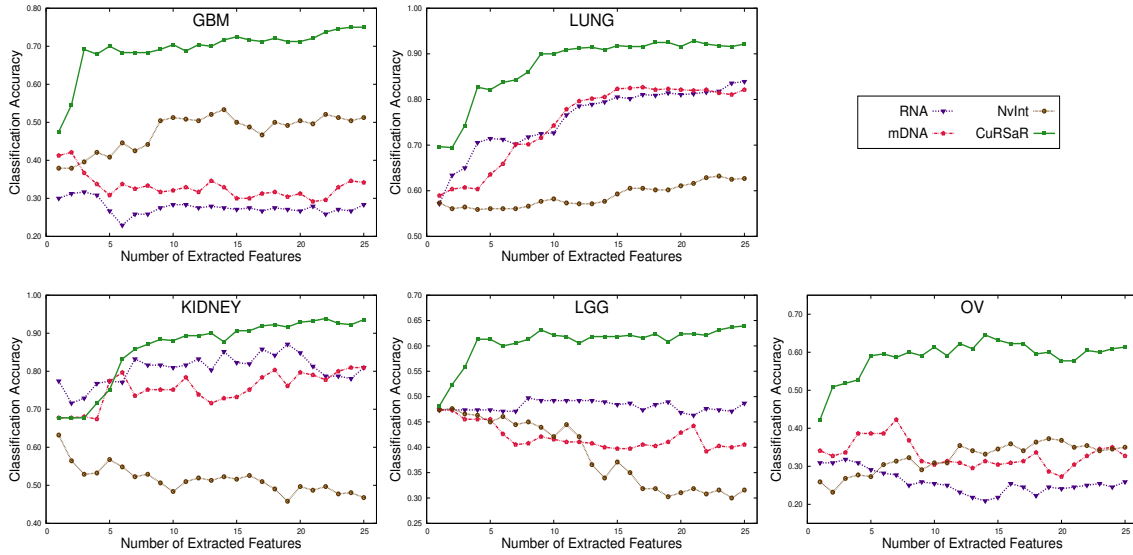 GBM
0.80
0.70
0.60
0.50
0.40
0.30
0.20
0 5 10 15 20 25
Classification Accuracy
Number of Extracted Features
LUNG
1.00
0.90
0.80
0.70
0.60
0.50
0 5 10 15 20 25
Classification Accuracy
Number of Extracted Features
RNA NvInt
mDNA CuRSaR
KIDNEY
1.00
0.90
0.80
0.70
0.60
0.50
0.40
0 5 10 15 20 25
Classification Accuracy
Number of Extracted Features
LGG
0.70
0.65
0.60
0.55
0.50
0.45
0.40
0.35
0.30
0.25
0 5 10 15 20 25
Classification Accuracy
Number of Extracted Features
OV
0.70
0.60
0.50
0.40
0.30
0.20
0 5 10 15 20 25
Classification Accuracy
Number of Extracted Features